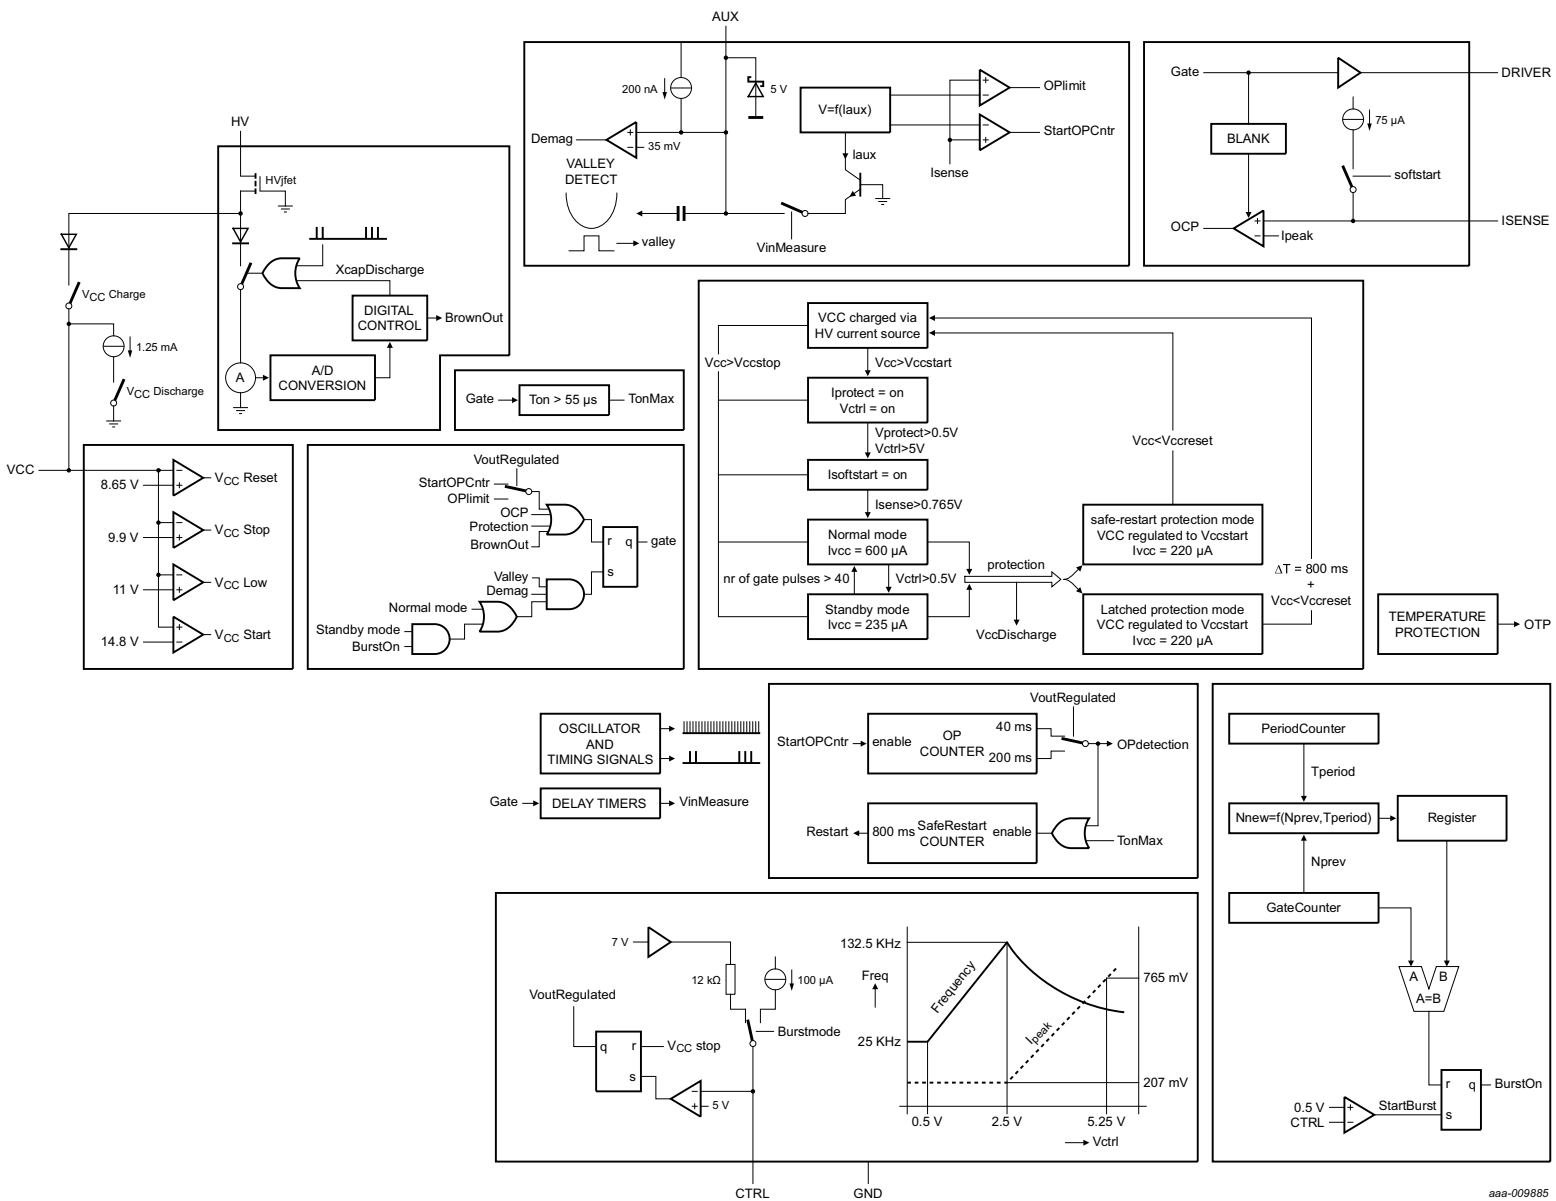 AUX
200 nA
5 V
Demag
+
−
35 mV
VALLEY
DETECT
valley
V=f(Iaux)
Iaux
VinMeasure
+
−
OPlimit
−
+
StartOPCntr
Isense
Gate
DRIVER
BLANK
75 µA
softstart
OCP
+
−
Ipeak
ISENSE
HV
HVjfet
XcapDischarge
DIGITAL
CONTROL
BrownOut
A
A/D
CONVERSION
VCC Charge
1.25 mA
VCC Discharge
Gate
Ton > 55 µs
TonMax
VCC
8.65 V
−
+
VCC Reset
9.9 V
−
+
VCC Stop
11 V
−
+
VCC Low
14.8 V
+
−
VCC Start
VoutRegulated
StartOPCntr
OPlimit
OCP
Protection
BrownOut
r
q
s
gate
Valley
Demag
Normal mode
Standby mode
BurstOn
VCC charged via
HV current source
Vcc>Vccstop
Vcc>Vccstart
Iprotect = on
Vctrl = on
Vprotect>0.5V
Vctrl>5V
Isoftstart = on
Isense>0.765V
Normal mode
Ivcc = 600 µA
nr of gate pulses > 40
Vctrl>0.5V
Standby mode
Ivcc = 235 µA
protection
VccDischarge
Vcc<Vccreset
safe-restart protection mode
VCC regulated to Vccstart
Ivcc = 220 µA
Latched protection mode
VCC regulated to Vccstart
Ivcc = 220 µA
ΔT = 800 ms
+
Vcc<Vccreset
TEMPERATURE
PROTECTION
OTP
OSCILLATOR
AND
TIMING SIGNALS
Gate
DELAY TIMERS
VinMeasure
VoutRegulated
StartOPCntr
enable
OP
COUNTER
40 ms
200 ms
OPdetection
Restart
800 ms
SafeRestart
COUNTER
enable
TonMax
PeriodCounter
Tperiod
Nnew=f(Nprev,Tperiod)
Register
Nprev
GateCounter
A
B
A=B
r
q
s
BurstOn
0.5 V
CTRL
+
−
StartBurst
7 V
12 kΩ
100 µA
VoutRegulated
Burstmode
q
r
s
VCC stop
−
+
5 V
132.5 KHz
Freq
25 KHz
Frequency
Ipeak
765 mV
207 mV
0.5 V
2.5 V
5.25 V
Vctrl
CTRL
GND
aaa-009885